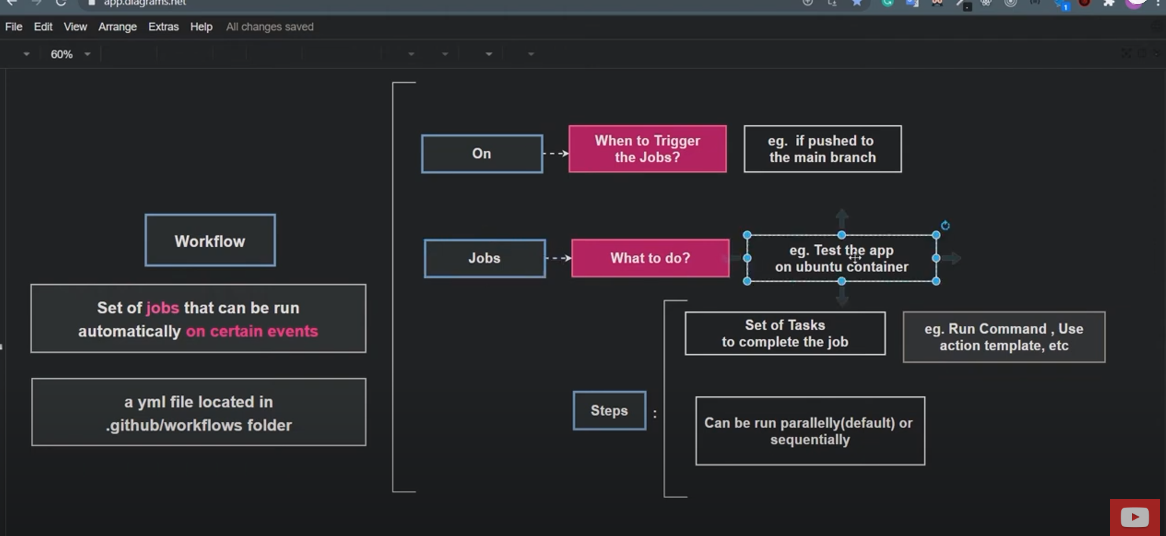 app.diagrams.net
File Edit View Arrange Extras Help All changes saved
60%
On
When to Trigger
the Jobs?
eg. if pushed to
the main branch
Workflow
Jobs
What to do?
eg. Test the app
on ubuntu container
Set of jobs that can be run
automatically on certain events
Set of Tasks
to complete the job
eg. Run Command , Use
action template, etc
a yml file located in
.github/workflows folder
Steps :
Can be run parallelly(default) or
sequentially